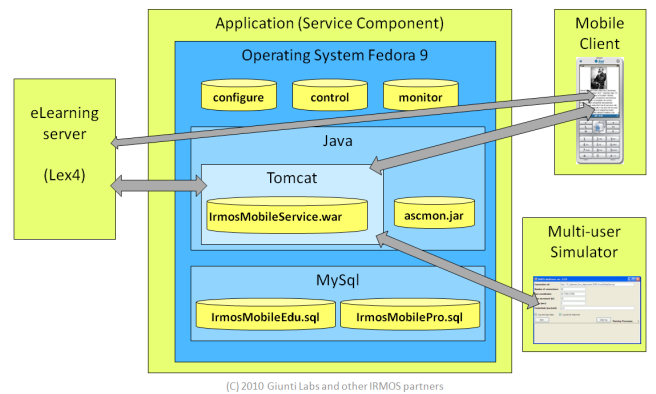 Application (Service Component)
Mobile
Client
Operating System Fedora 9
configure
control
monitor
eLearning
server
(Lex4)
Java
Tomcat
IrmosMobileService.war
ascmon.jar
Multi-user
Simulator
MySql
IrmosMobileEdu.sql
IrmosMobilePro.sql
(C) 2010 Giunti Labs and other IRMOS partners